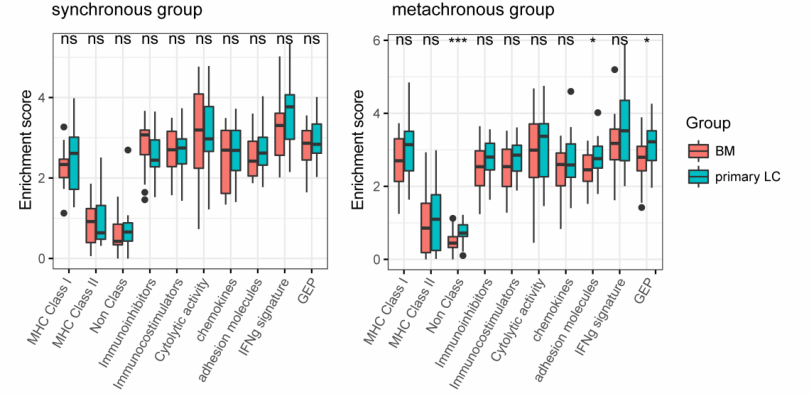 synchronous group
metachronous group
ns ns ns ns ns ns ns ns ns ns
ns ns *** ns ns ns ns * ns *
Enrichment score
4
2
0
MHC Class I
MHC Class II
Non Class
Immunoinhibitors
Immunocostimulators
Cytolytic activity
chemokines
adhesion molecules
IFNg signature
GEP
Enrichment score
6
4
2
0
MHC Class I
MHC Class II
Non Class
Immunoinhibitors
Immunocostimulators
Cytolytic activity
chemokines
adhesion molecules
IFNg signature
GEP
Group
BM
primary LC